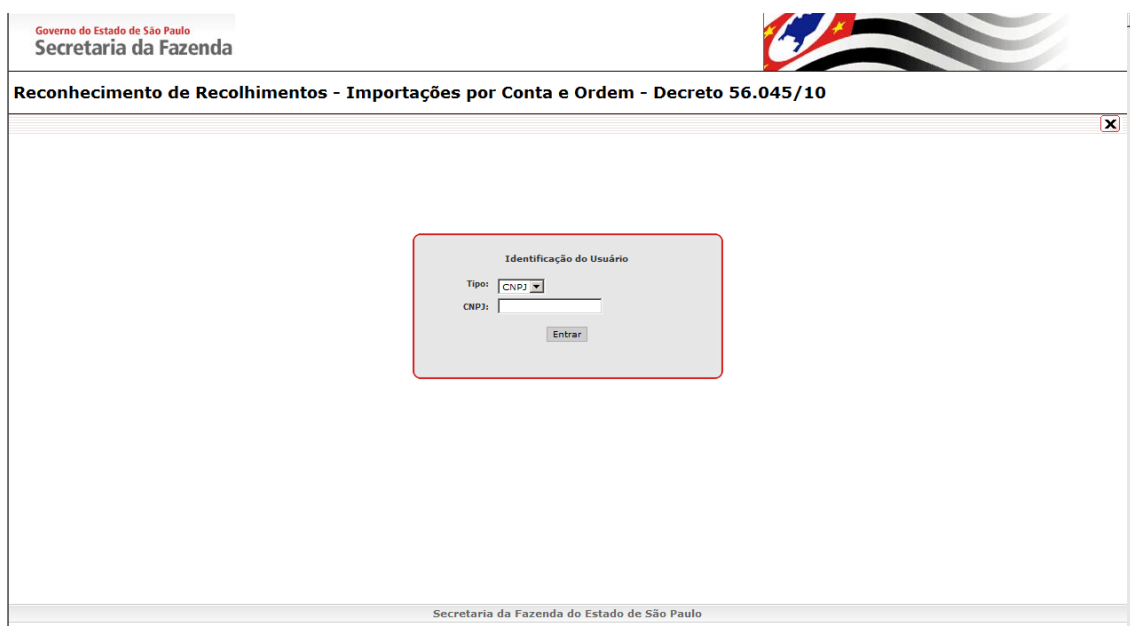 Governo do Estado de São Paulo
Secretaria da Fazenda
Reconhecimento de Recolhimentos - Importações por Conta e Ordem - Decreto 56.045/10
X
Identificação do Usuário
Tipo: CNPJ
CNPJ:
Entrar
Secretaria da Fazenda do Estado de São Paulo